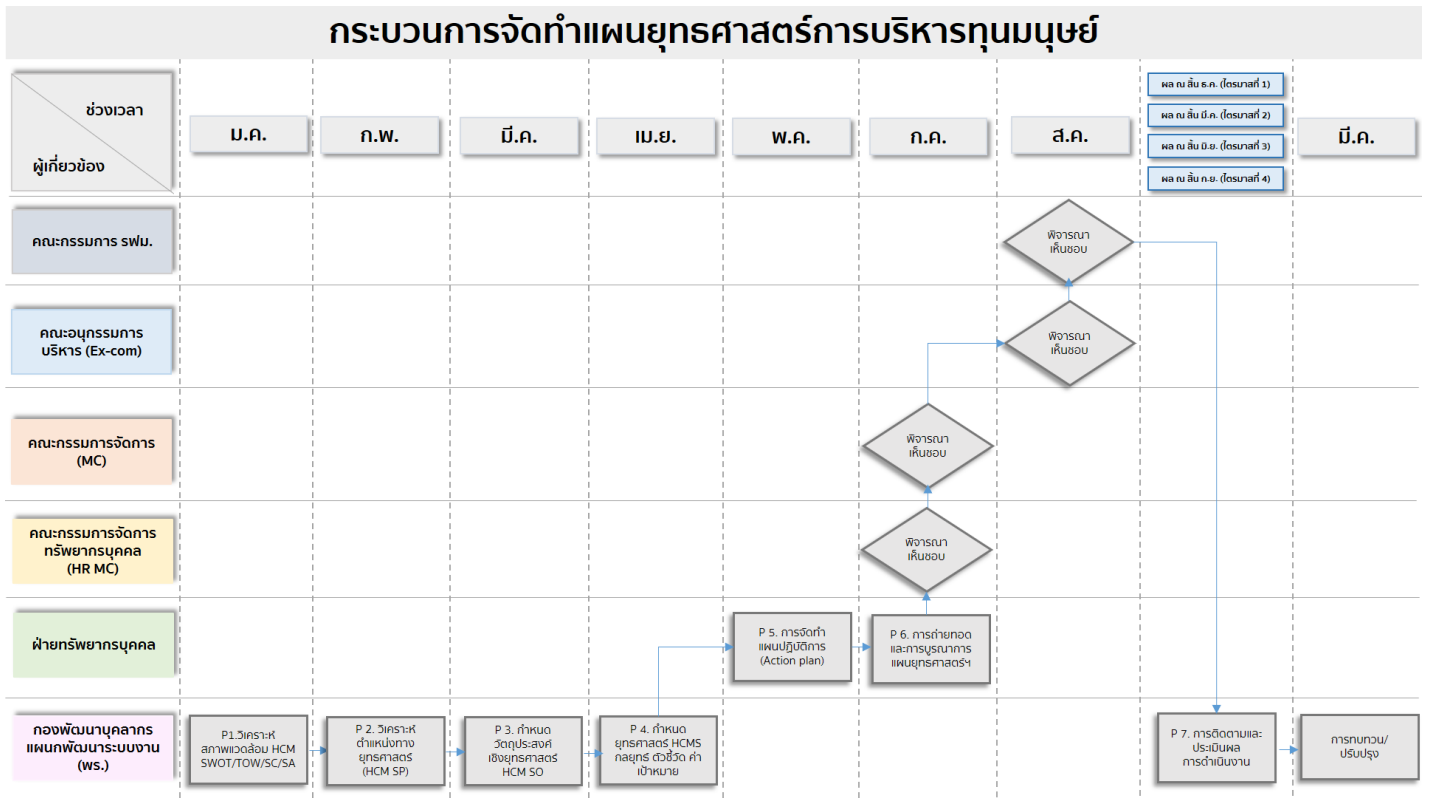 กระบวนการจัดทำแผนยุทธศาสตร์การบริหารทุนมนุษย์
ช่วงเวลา
ผู้เกี่ยวข้อง
ม.ค.
ก.พ.
มี.ค.
เม.ย.
พ.ค.
ก.ค.
ส.ค.
ผล ณ สิ้น ธ.ค. (ไตรมาสที่ 1)
ผล ณ สิ้น มี.ค. (ไตรมาสที่ 2)
ผล ณ สิ้น มิ.ย. (ไตรมาสที่ 3)
ผล ณ สิ้น ก.ย. (ไตรมาสที่ 4)
มี.ค.
คณะกรรมการ รฟม.
พิจารณา
เห็นชอบ
คณะอนุกรรมการ
บริหาร (Ex-com)
พิจารณา
เห็นชอบ
คณะกรรมการจัดการ
(MC)
พิจารณา
เห็นชอบ
คณะกรรมการจัดการ
ทรัพยากรบุคคล
(HR MC)
พิจารณา
เห็นชอบ
ฝ่ายทรัพยากรบุคคล
P 5. การจัดทำ
แผนปฏิบัติการ
(Action plan)
P 6. การถ่ายทอด
และการบูรณาการ
แผนยุทธศาสตร์ฯ
กองพัฒนาบุคลากร
แผนกพัฒนาระบบงาน
(พร.)
P1.วิเคราะห์
สภาพแวดล้อม HCM
SWOT/TOW/SC/SA
P 2. วิเคราะห์
ตำแหน่งทาง
ยุทธศาสตร์
(HCM SP)
P 3. กำหนด
วัตถุประสงค์
เชิงยุทธศาสตร์
HCM SO
P 4. กำหนด
ยุทธศาสตร์ HCMS
กลยุทธ์ ตัวชี้วัด ค่า
เป้าหมาย
P 7. การติดตามและ
ประเมินผล
การดำเนินงาน
การทบทวน/
ปรับปรุง